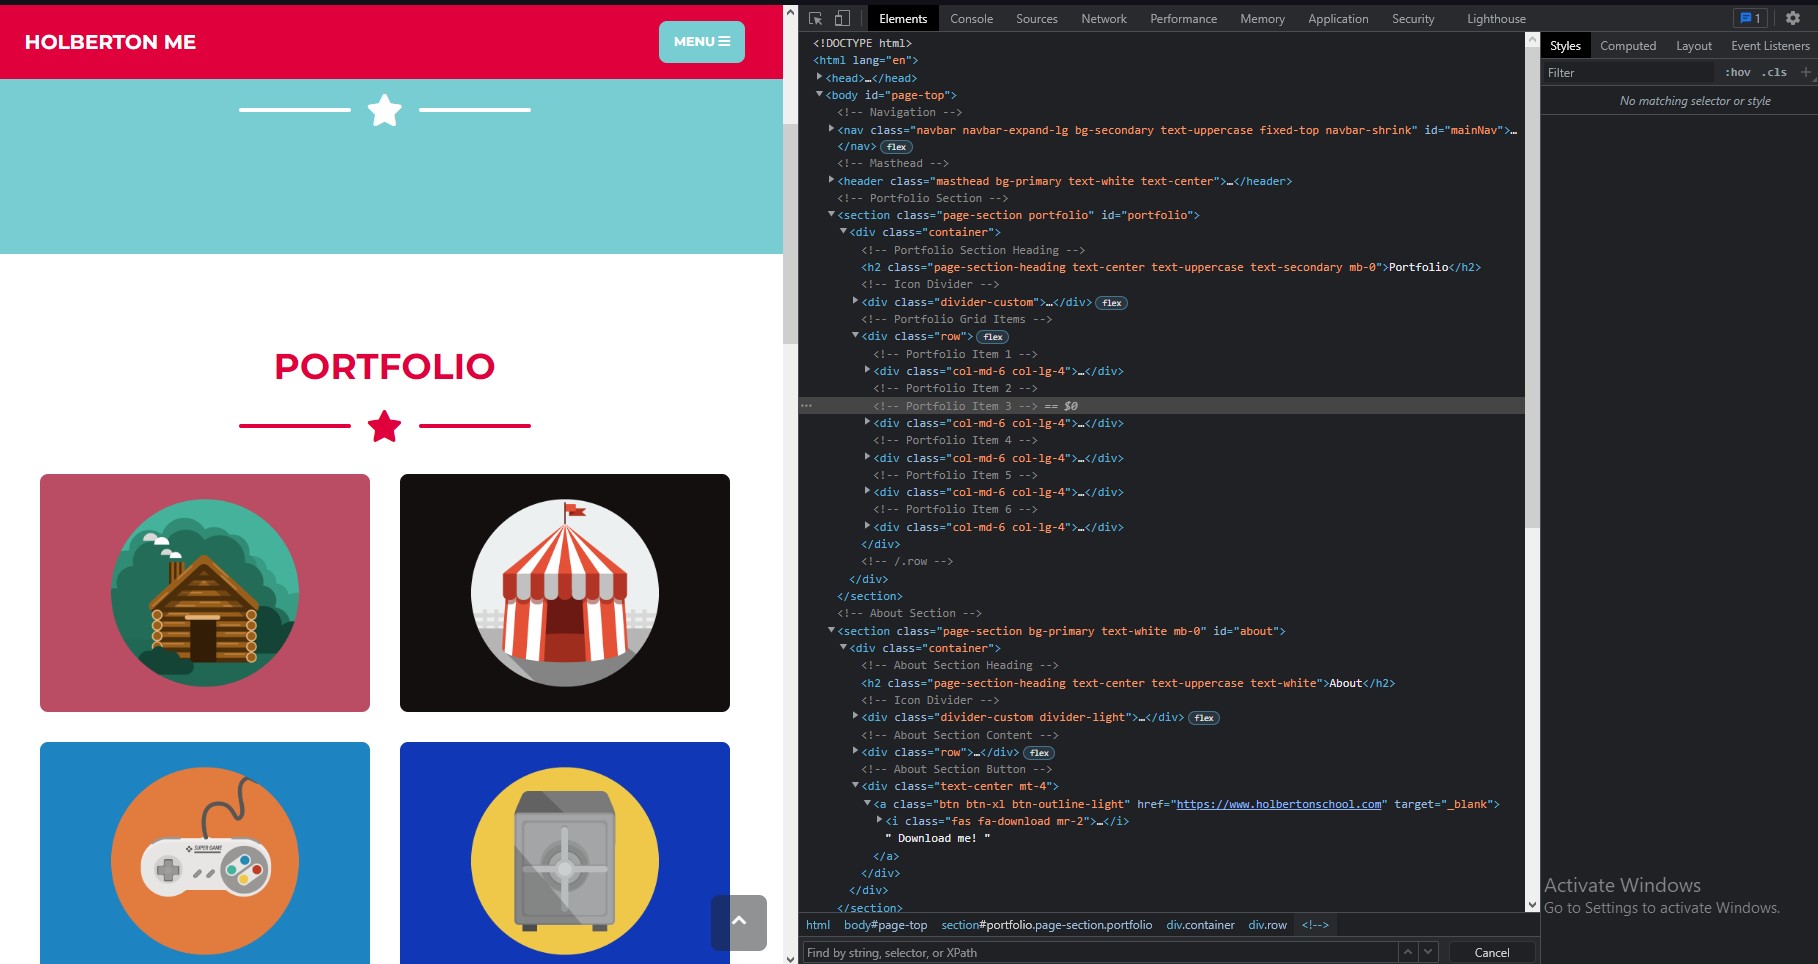 HOLBERTON ME
MENU
PORTFOLIO
SUPER GAME
Elements Console Sources Network Performance Memory Application Security Lighthouse 1
<!DOCTYPE html>
<html lang="en">
<head>…</head>
<body id="page-top">
<!-- Navigation -->
<nav class="navbar navbar-expand-lg bg-secondary text-uppercase fixed-top navbar-shrink" id="mainNav">…
</nav> flex
<!-- Masthead -->
<header class="masthead bg-primary text-white text-center">…</header>
<!-- Portfolio Section -->
<section class="page-section portfolio" id="portfolio">
<div class="container">
<!-- Portfolio Section Heading -->
<h2 class="page-section-heading text-center text-uppercase text-secondary mb-0">Portfolio</h2>
<!-- Icon Divider -->
<div class="divider-custom">…</div> flex
<!-- Portfolio Grid Items -->
<div class="row"> flex
<!-- Portfolio Item 1 -->
<div class="col-md-6 col-lg-4">…</div>
<!-- Portfolio Item 2 -->
<!-- Portfolio Item 3 --> == $0
<div class="col-md-6 col-lg-4">…</div>
<!-- Portfolio Item 4 -->
<div class="col-md-6 col-lg-4">…</div>
<!-- Portfolio Item 5 -->
<div class="col-md-6 col-lg-4">…</div>
<!-- Portfolio Item 6 -->
<div class="col-md-6 col-lg-4">…</div>
</div>
<!-- /.row -->
</div>
</section>
<!-- About Section -->
<section class="page-section bg-primary text-white mb-0" id="about">
<div class="container">
<!-- About Section Heading -->
<h2 class="page-section-heading text-center text-uppercase text-white">About</h2>
<!-- Icon Divider -->
<div class="divider-custom divider-light">…</div> flex
<!-- About Section Content -->
<div class="row">…</div> flex
<!-- About Section Button -->
<div class="text-center mt-4">
<a class="btn btn-xl btn-outline-light" href="https://www.holbertonschool.com" target="_blank">
<i class="fas fa-download mr-2">…</i>
" Download me! "
</a>
</div>
</div>
</section>
html body#page-top section#portfolio.page-section.portfolio div.container div.row <!-->
Find by string, selector, or XPath Cancel
Styles Computed Layout Event Listeners
Filter :hov .cls +
No matching selector or style
Activate Windows
Go to Settings to activate Windows.